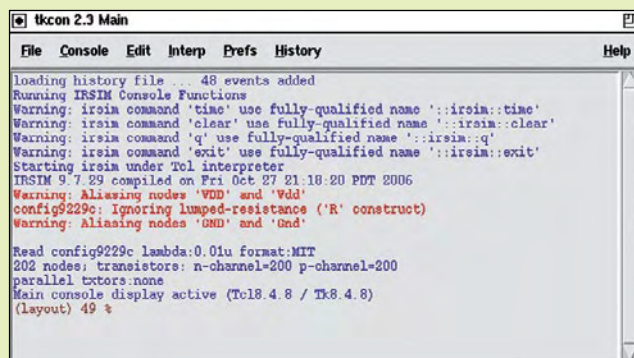 tkcon 2.3 Main
File Console Edit Interp Prefs History Help
loading history file ... 48 events added
Running IRSIM Console Functions
Warning: irsim command 'time' use fully-qualified name '::irsim::time'
Warning: irsim command 'clear' use fully-qualified name '::irsim::clear'
Warning: irsim command 'q' use fully-qualified name '::irsim::q'
Warning: irsim command 'exit' use fully-qualified name '::irsim::exit'
Starting irsim under Tcl interpreter
IRSIM 9.7.29 compiled on Fri Oct 27 21:18:20 PDT 2006
Warning: Aliasing nodes 'VDD' and 'Vdd'
config9229c: Ignoring lumped-resistance ('R' construct)
Warning: Aliasing nodes 'GND' and 'Gnd'
Read config9229c lambda:0.01u format:MIT
202 nodes; transistors: n-channel=200 p-channel=200
parallel txtors:none
Main console display active (Tcl8.4.8 / Tk8.4.8)
(layout) 49 %